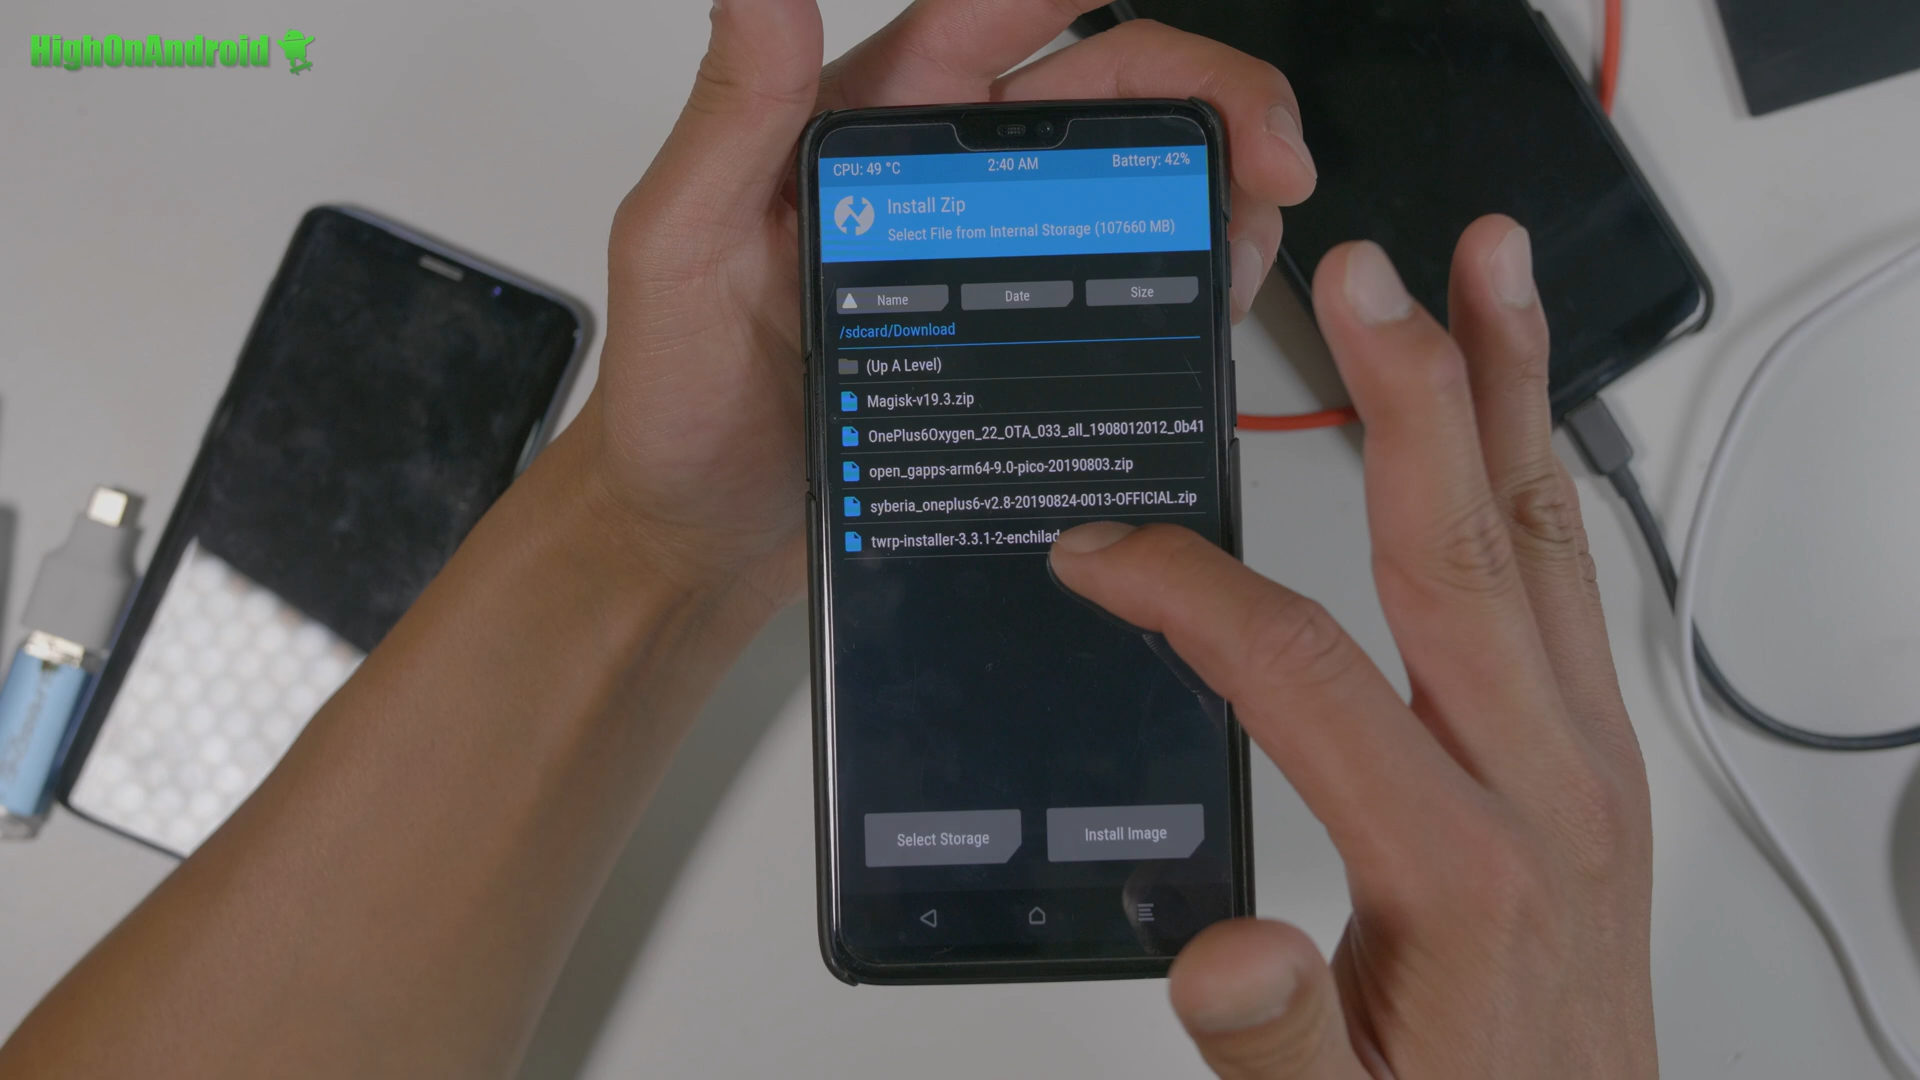 HighOnAndroid
CPU: 49 °C 2:40 AM Battery: 42%
Install Zip
Select File from Internal Storage (107660 MB)
Name Date Size
/sdcard/Download
(Up A Level)
Magisk-v19.3.zip
OnePlus6Oxygen_22_OTA_033_all_1908012012_0b41
open_gapps-arm64-9.0-pico-20190803.zip
syberia_oneplus6-v2.8-20190824-0013-OFFICIAL.zip
twrp-installer-3.3.1-2-enchilad
Select Storage Install Image